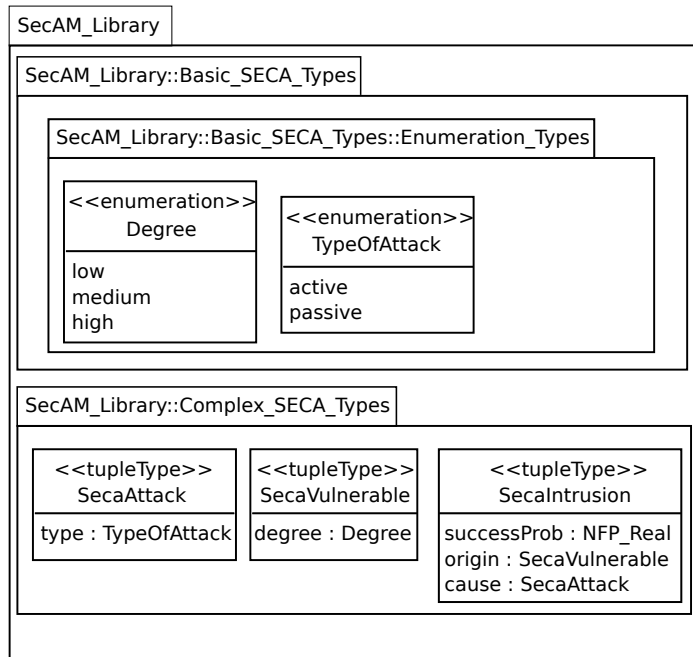 SecAM_Library
SecAM_Library::Basic_SECA_Types
SecAM_Library::Basic_SECA_Types::Enumeration_Types
<<enumeration>>
Degree
low
medium
high
<<enumeration>>
TypeOfAttack
active
passive
SecAM_Library::Complex_SECA_Types
<<tupleType>>
SecaAttack
type : TypeOfAttack
<<tupleType>>
SecaVulnerable
degree : Degree
<<tupleType>>
SecaIntrusion
successProb : NFP_Real
origin : SecaVulnerable
cause : SecaAttack